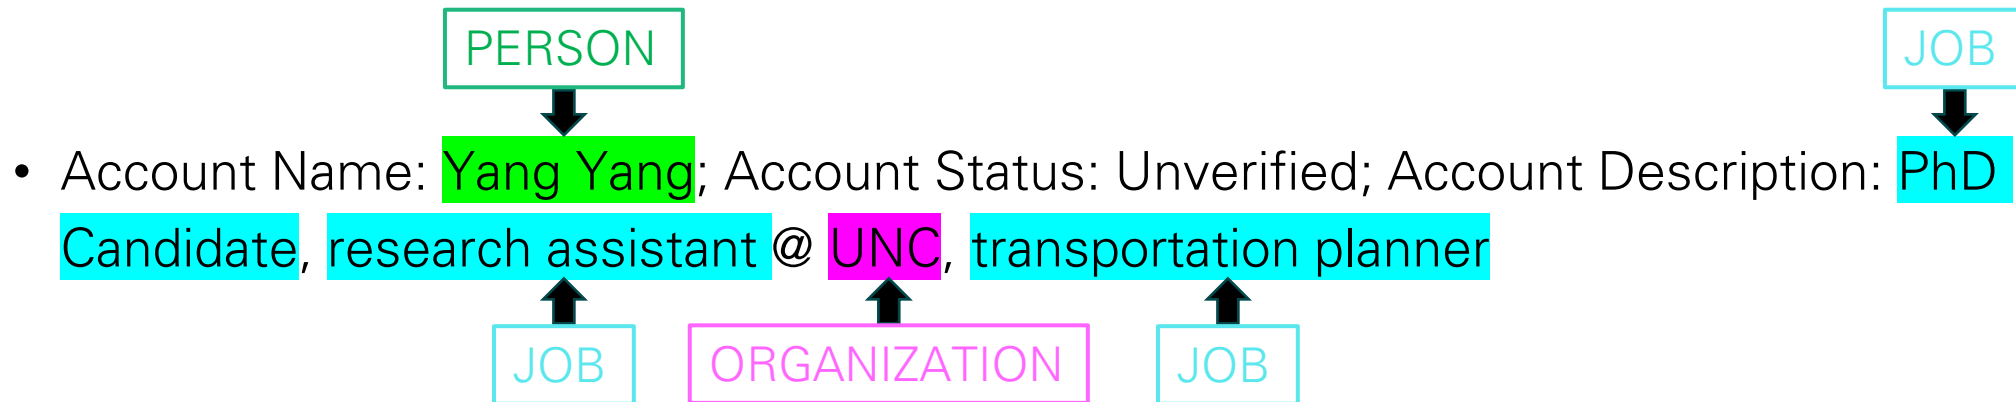 PERSON JOB
• Account Name: Yang Yang; Account Status: Unverified; Account Description: PhD
Candidate, research assistant @ UNC, transportation planner
JOB ORGANIZATION JOB